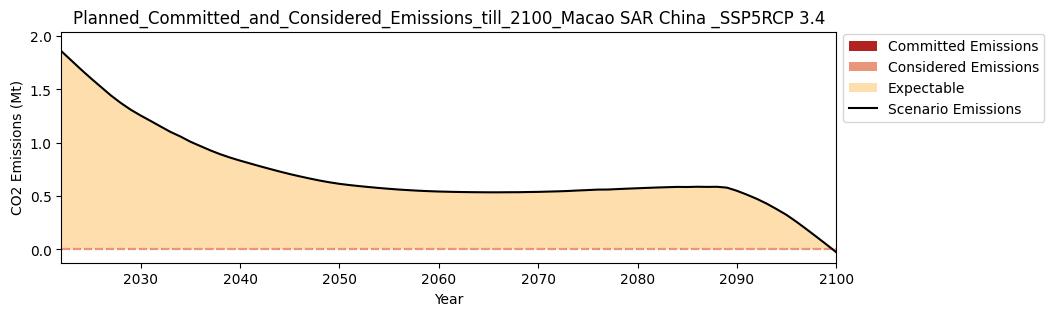 Planned_Committed_and_Considered_Emissions_till_2100_Macao SAR China _SSP5RCP 3.4
2.0
1.5
1.0
0.5
0.0
CO2 Emissions (Mt)
2030
2040
2050
2060
2070
2080
2090
2100
Year
Committed Emissions
Considered Emissions
Expectable
Scenario Emissions